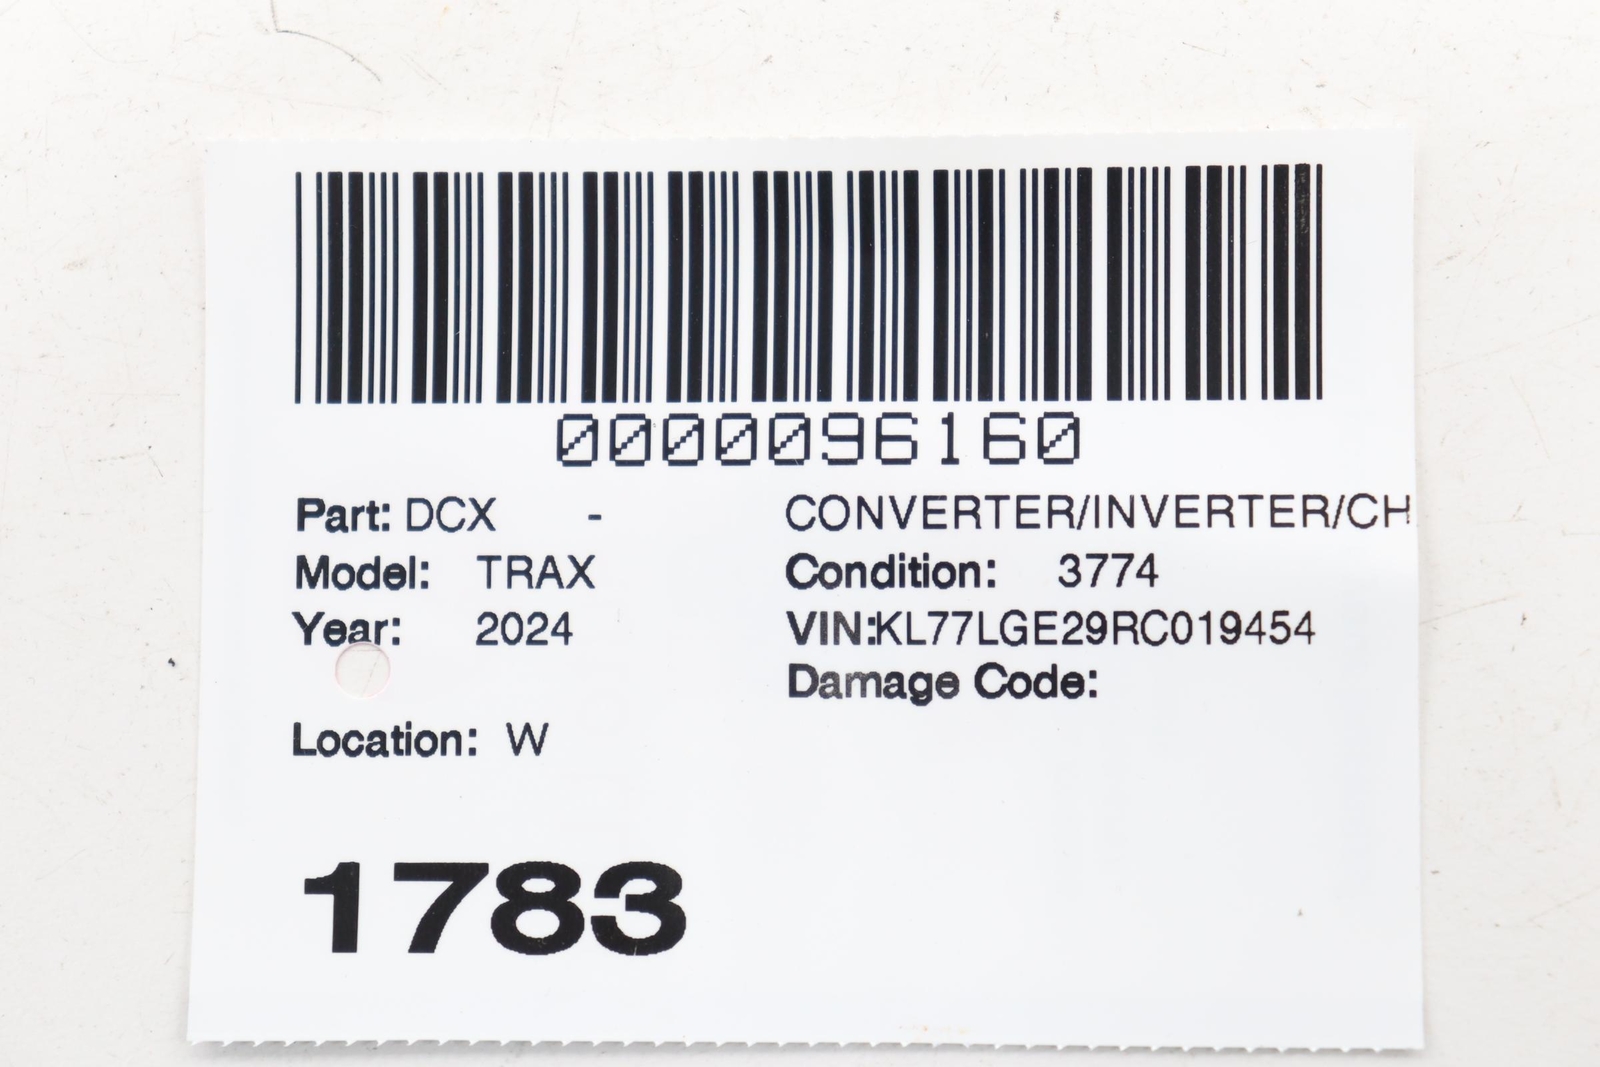 0000096160
Part: DCX - CONVERTER/INVERTER/CH
Model: TRAX Condition: 3774
Year: 2024 VIN:KL77LGE29RC019454
Damage Code:
Location: W
1783